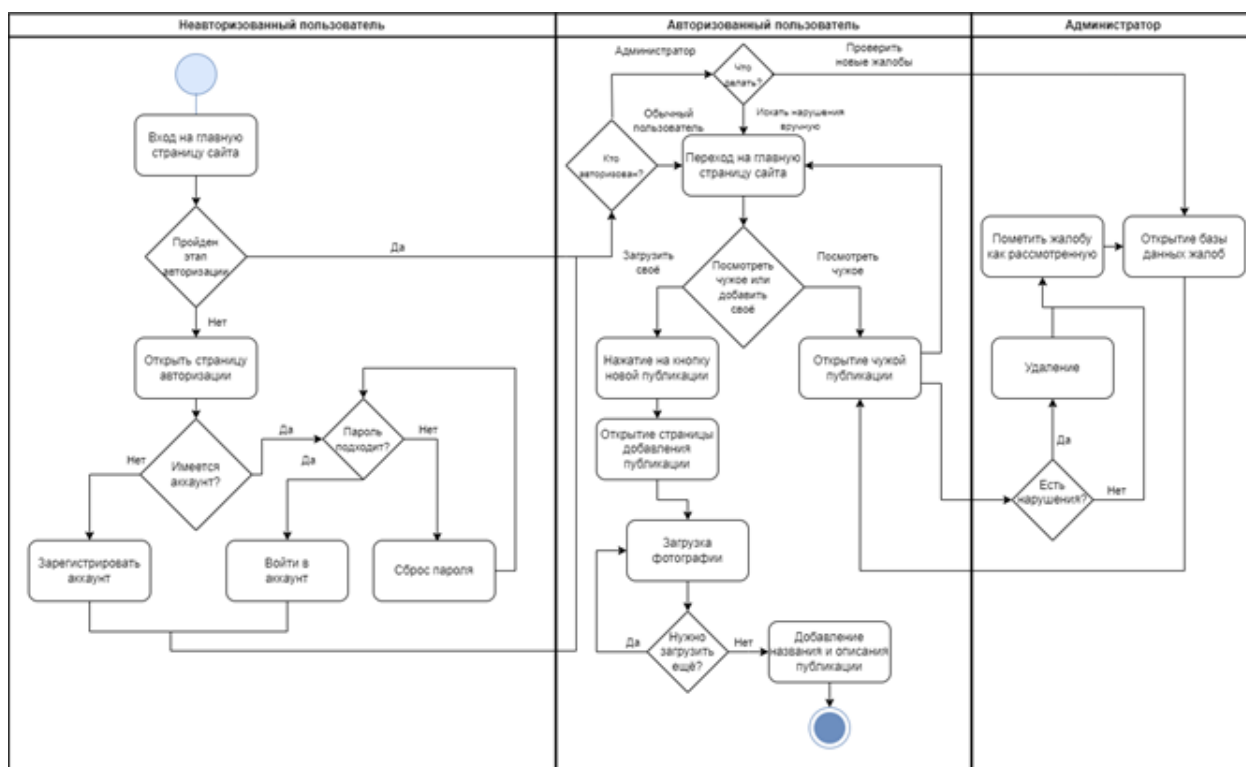 Неавторизованный пользователь
Авторизованный пользователь
Администратор
Вход на главную
страницу сайта
Пройден
этап
авторизации
Да
Нет
Открыть страницу
авторизации
Имеется
аккаунт?
Нет
Да
Пароль
подходит?
Да
Нет
Зарегистрировать
аккаунт
Войти в
аккаунт
Сброс пароля
Администратор
Что
делать?
Проверить
новые жалобы
Обычный
пользователь
Искать нарушения
вручную
Кто
авторизован?
Переход на главную
страницу сайта
Загрузить
своё
Посмотреть
чужое или
добавить
своё
Посмотреть
чужое
Нажатие на кнопку
новой публикации
Открытие чужой
публикации
Открытие страницы
добавления
публикации
Загрузка
фотографии
Да
Нужно
загрузить
ещё?
Нет
Добавление
названия и описания
публикации
Пометить жалобу
как рассмотренную
Открытие базы
данных жалоб
Удаление
Да
Есть
нарушения?
Нет